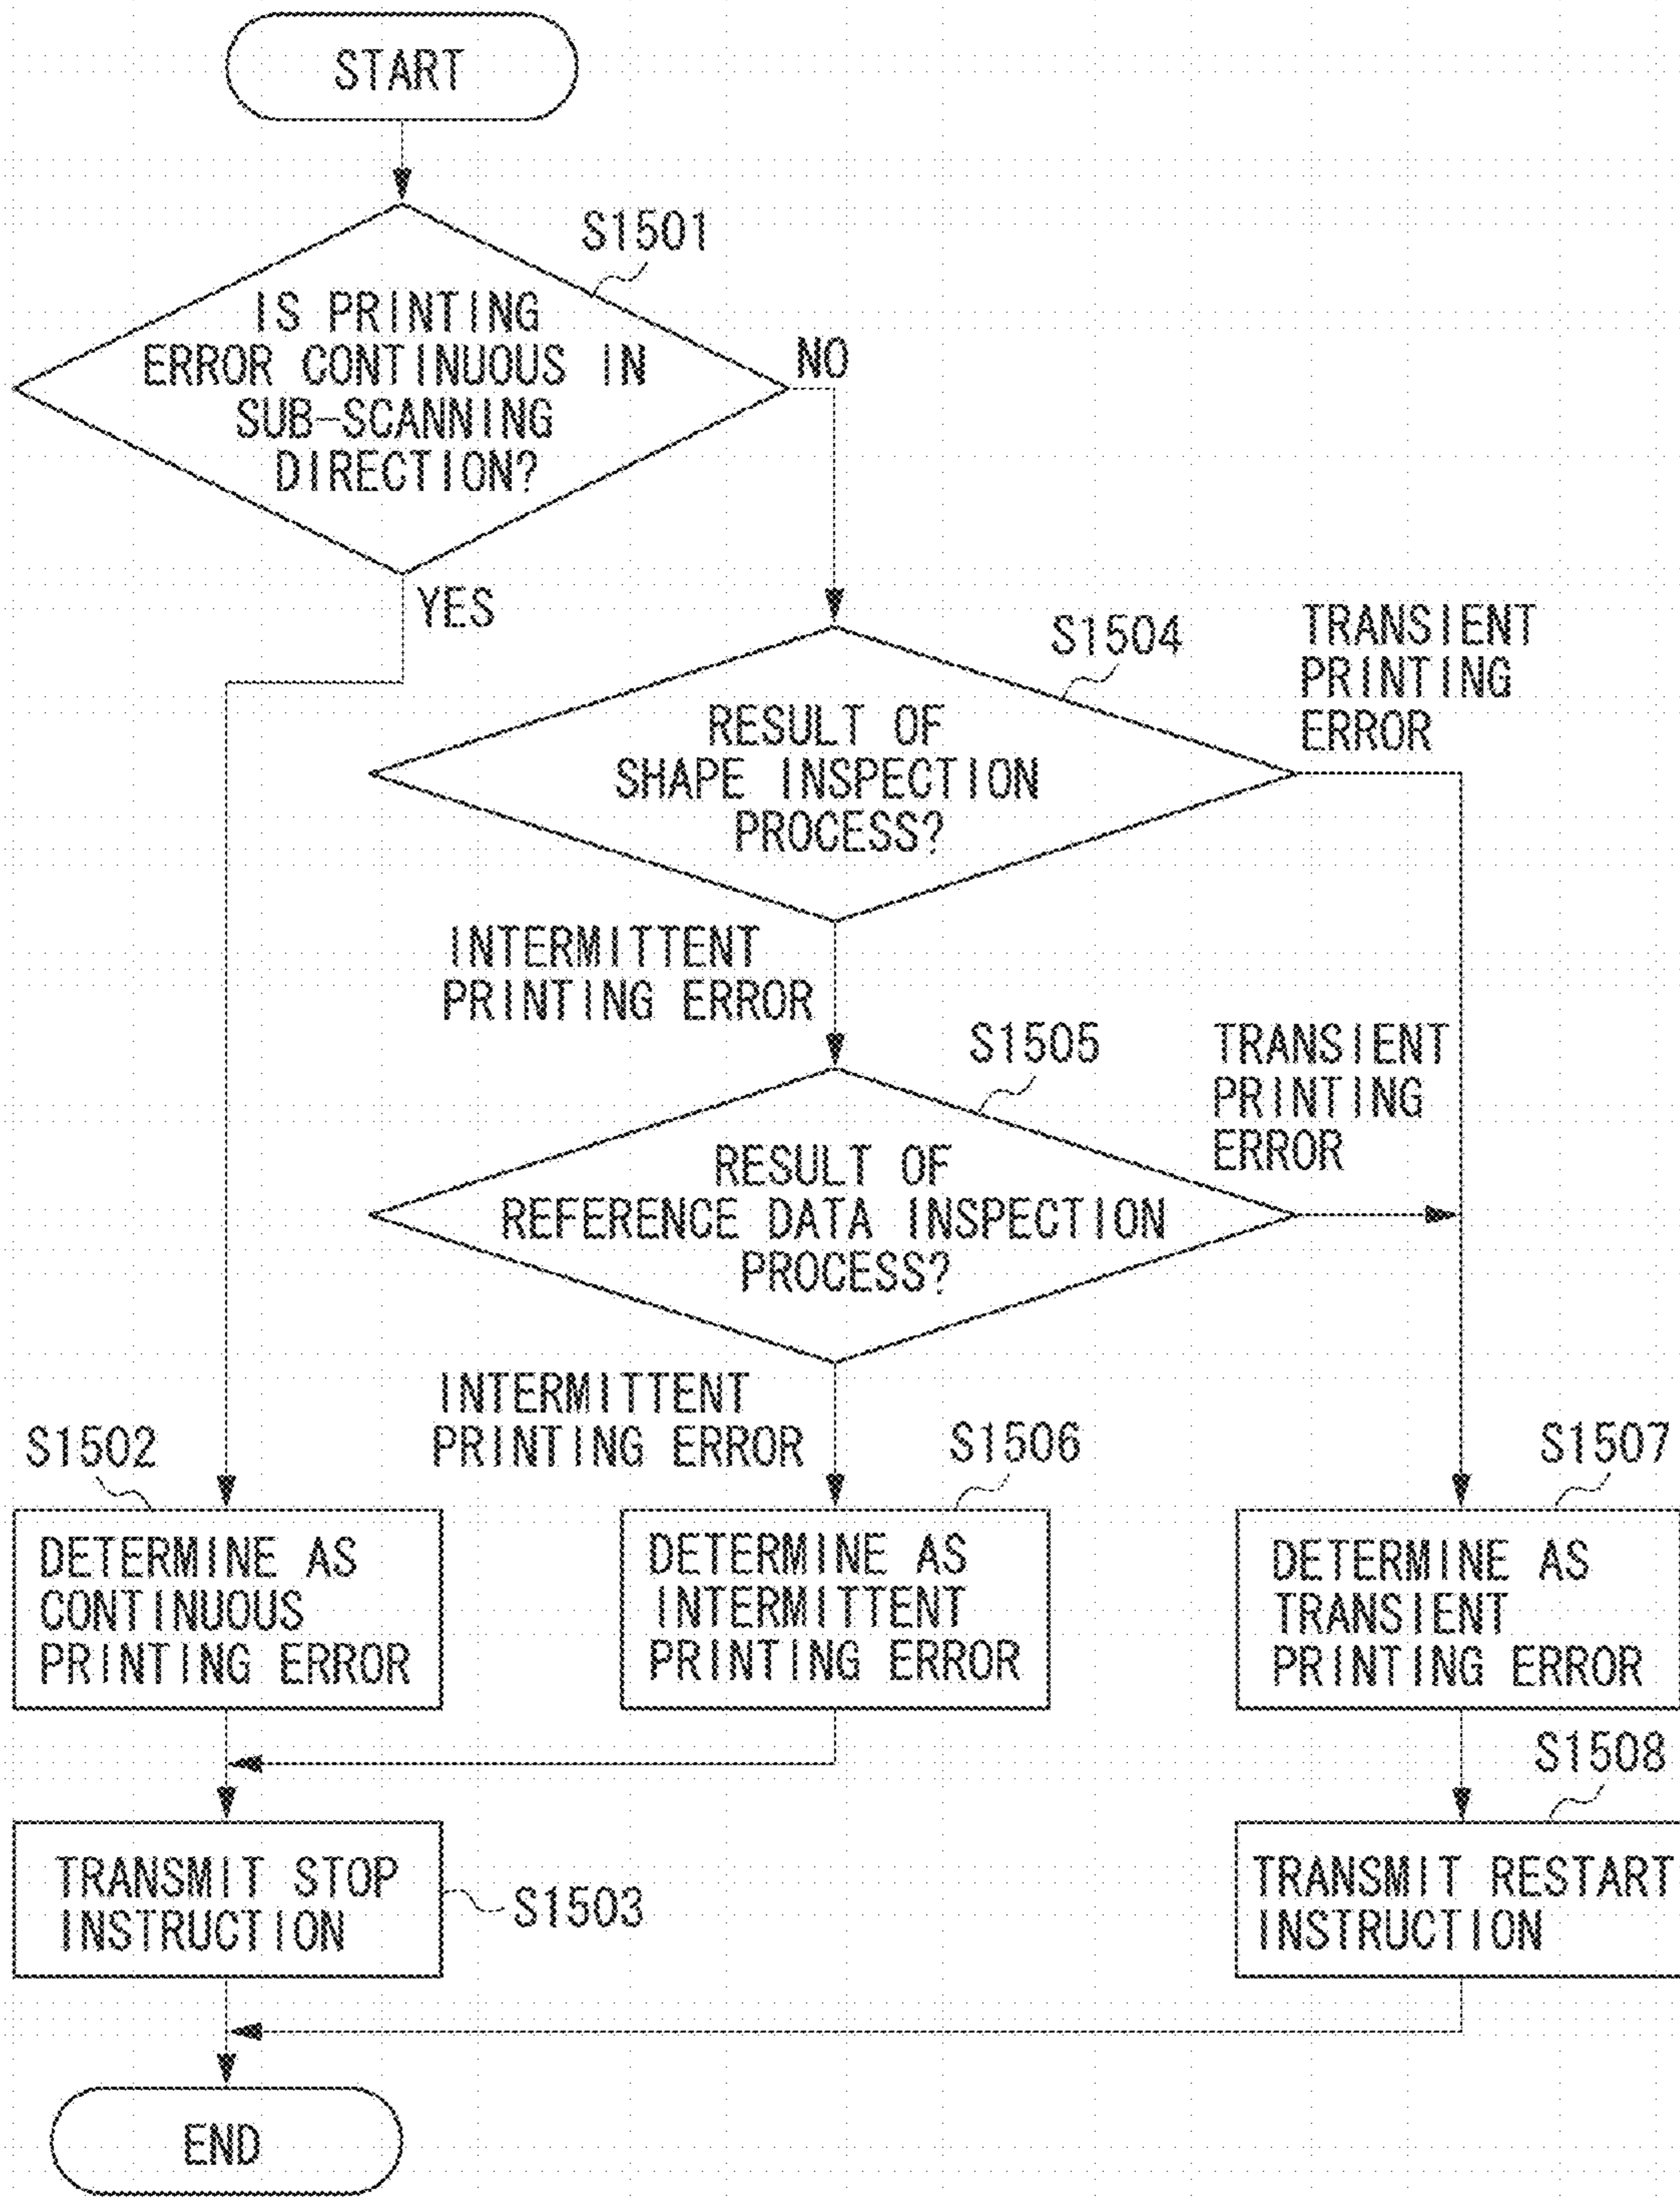 START
S1501
IS PRINTING
ERROR CONTINUOUS IN
SUB-SCANNING
DIRECTION?
NO
YES
S1504
TRANSIENT
PRINTING
ERROR
RESULT OF
SHAPE INSPECTION
PROCESS?
INTERMITTENT
PRINTING ERROR
S1505
TRANSIENT
PRINTING
ERROR
RESULT OF
REFERENCE DATA INSPECTION
PROCESS?
INTERMITTENT
PRINTING ERROR
S1502
S1506
S1507
DETERMINE AS
CONTINUOUS
PRINTING ERROR
DETERMINE AS
INTERMITTENT
PRINTING ERROR
DETERMINE AS
TRANSIENT
PRINTING ERROR
S1508
TRANSMIT STOP
INSTRUCTION
S1503
TRANSMIT RESTART
INSTRUCTION
END